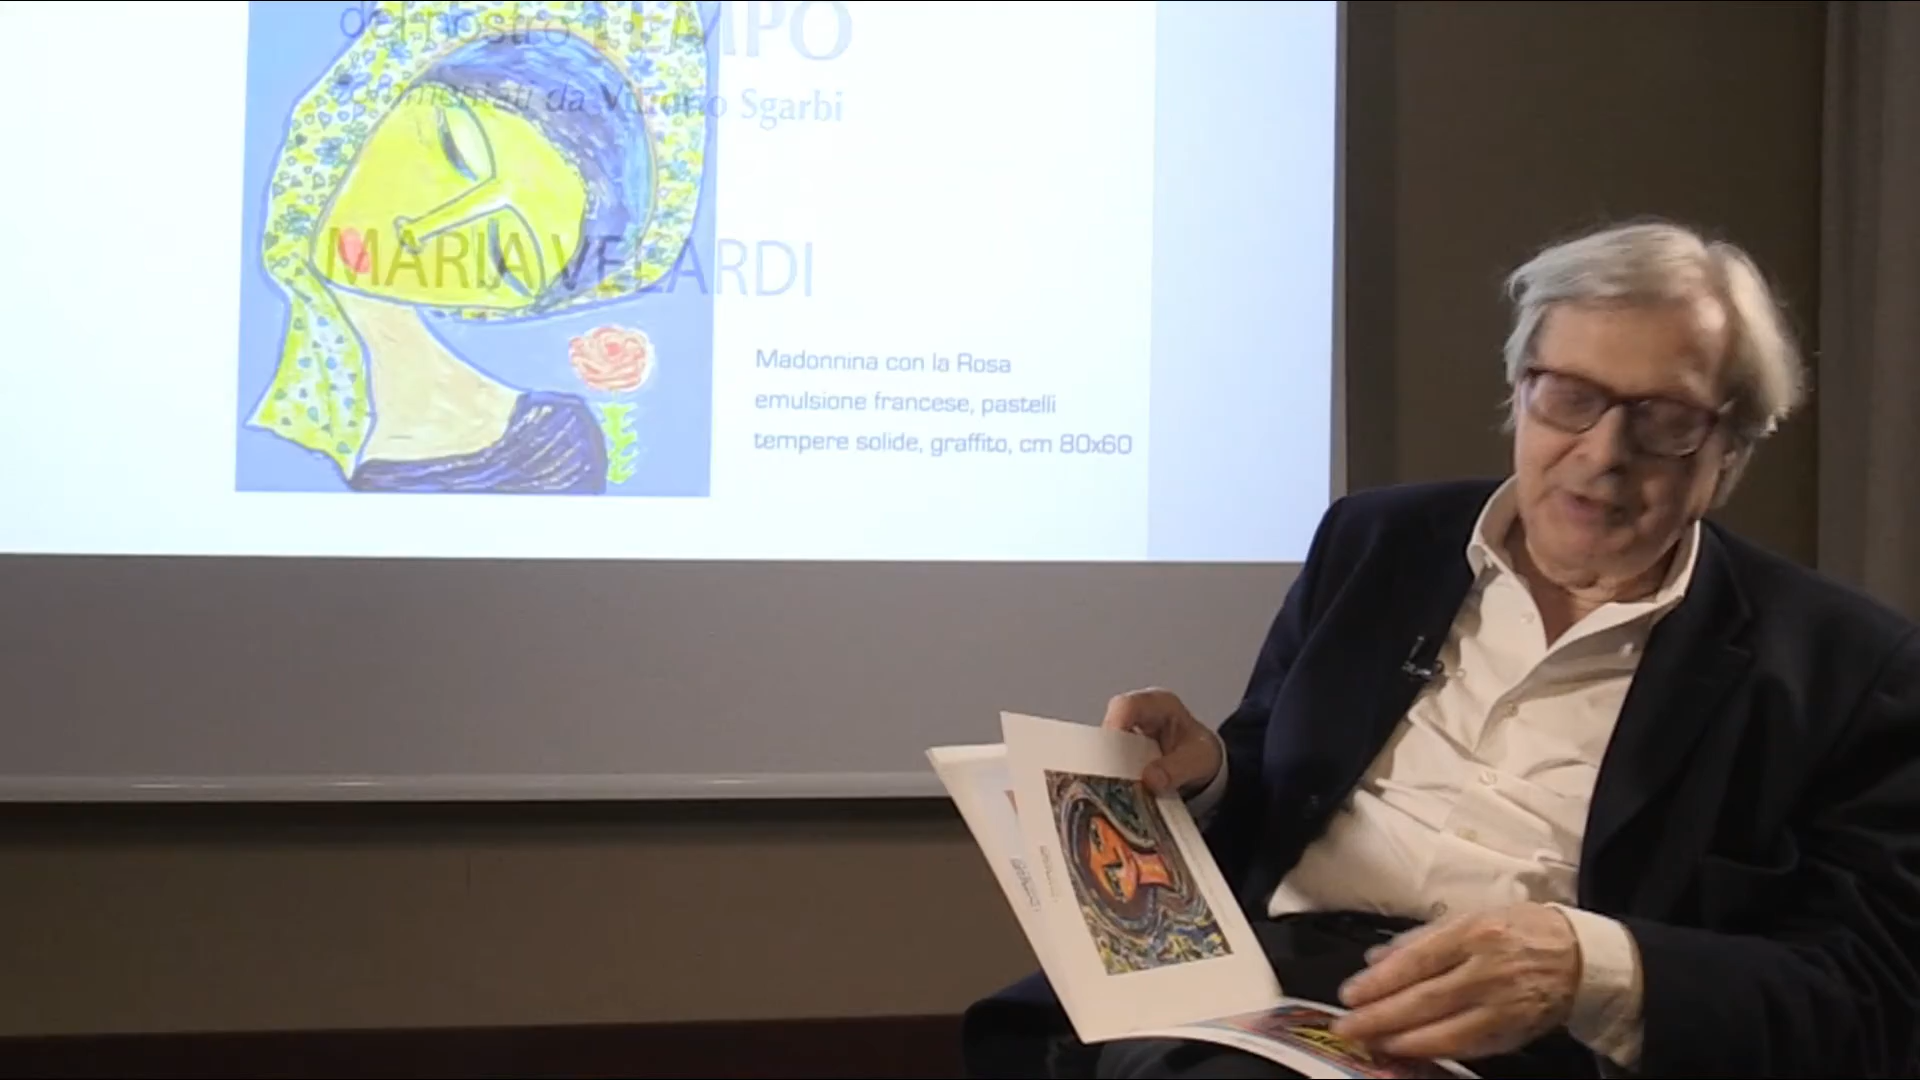 del nostro TEMPO
commentati da Vittorio Sgarbi
MARIA VELARDI
Madonnina con la Rosa
emulsione francese, pastelli
tempere solide, graffito, cm 80x60